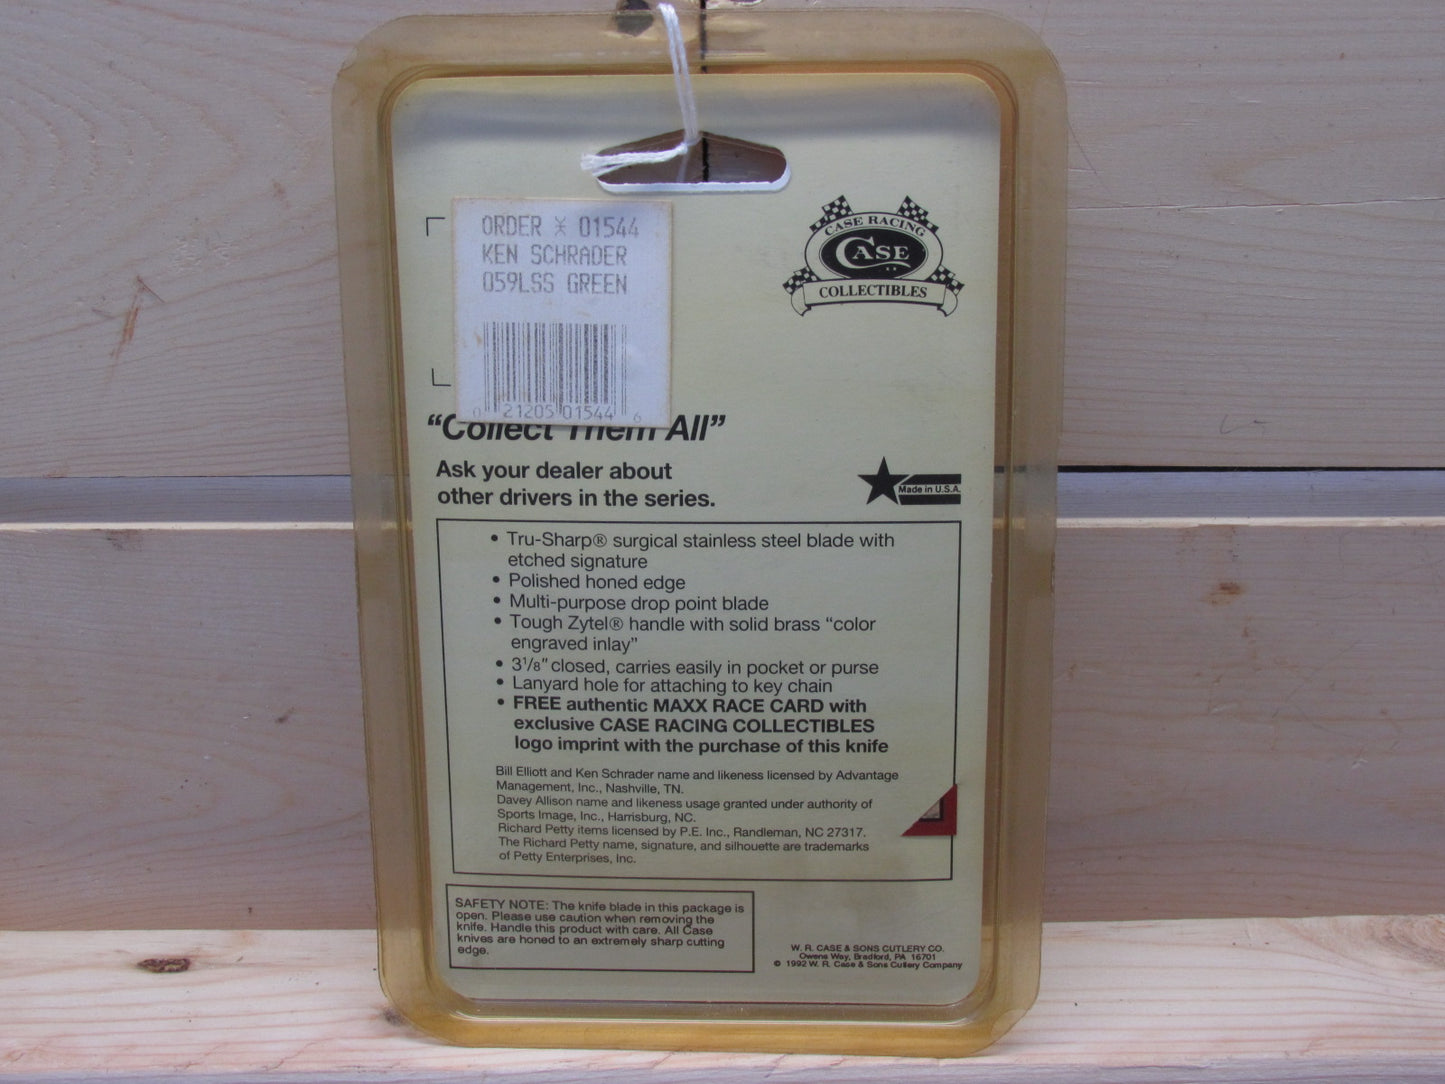 ORDER * 01544
KEN SCHRADER
059LSS GREEN
0 21205 01544 6
CASE RACING
CASE
COLLECTIBLES
"Collect Them All"
Ask your dealer about
other drivers in the series.
Made in U.S.A.
• Tru-Sharp® surgical stainless steel blade with
etched signature
• Polished honed edge
• Multi-purpose drop point blade
• Tough Zytel® handle with solid brass "color
engraved inlay"
• 3 1/8" closed, carries easily in pocket or purse
• Lanyard hole for attaching to key chain
• FREE authentic MAXX RACE CARD with
exclusive CASE RACING COLLECTIBLES
logo imprint with the purchase of this knife
Bill Elliott and Ken Schrader name and likeness licensed by Advantage
Management, Inc., Nashville, TN.
Davey Allison name and likeness usage granted under authority of
Sports Image, Inc., Harrisburg, NC.
Richard Petty items licensed by P.E. Inc., Randleman, NC 27317.
The Richard Petty name, signature, and silhouette are trademarks
of Petty Enterprises, Inc.
SAFETY NOTE: The knife blade in this package is
open. Please use caution when removing the
knife. Handle this product with care. All Case
knives are honed to an extremely sharp cutting
edge.
W. R. CASE & SONS CUTLERY CO.
Owens Way, Bradford, PA 16701
© 1992 W. R. Case & Sons Cutlery Company